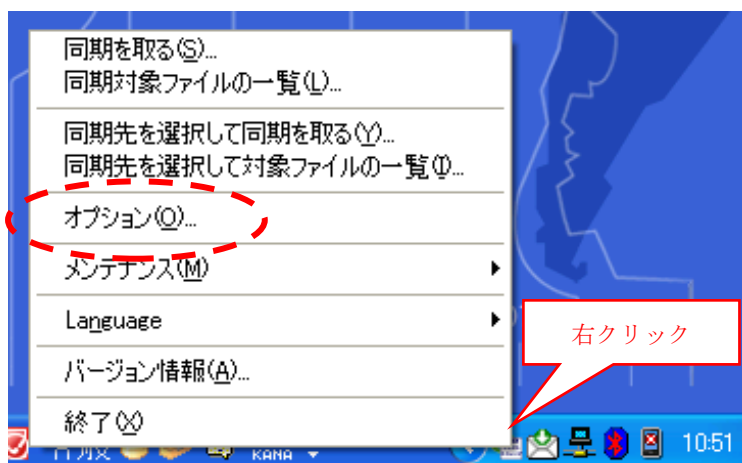 同期を取る(S)...
同期対象ファイルの一覧(L)...
同期先を選択して同期を取る(Y)...
同期先を選択して対象ファイルの一覧(I)...
オプション(O)...
メンテナンス(M)
Language
右クリック
バージョン情報(A)...
終了(X)
KANA
10:51